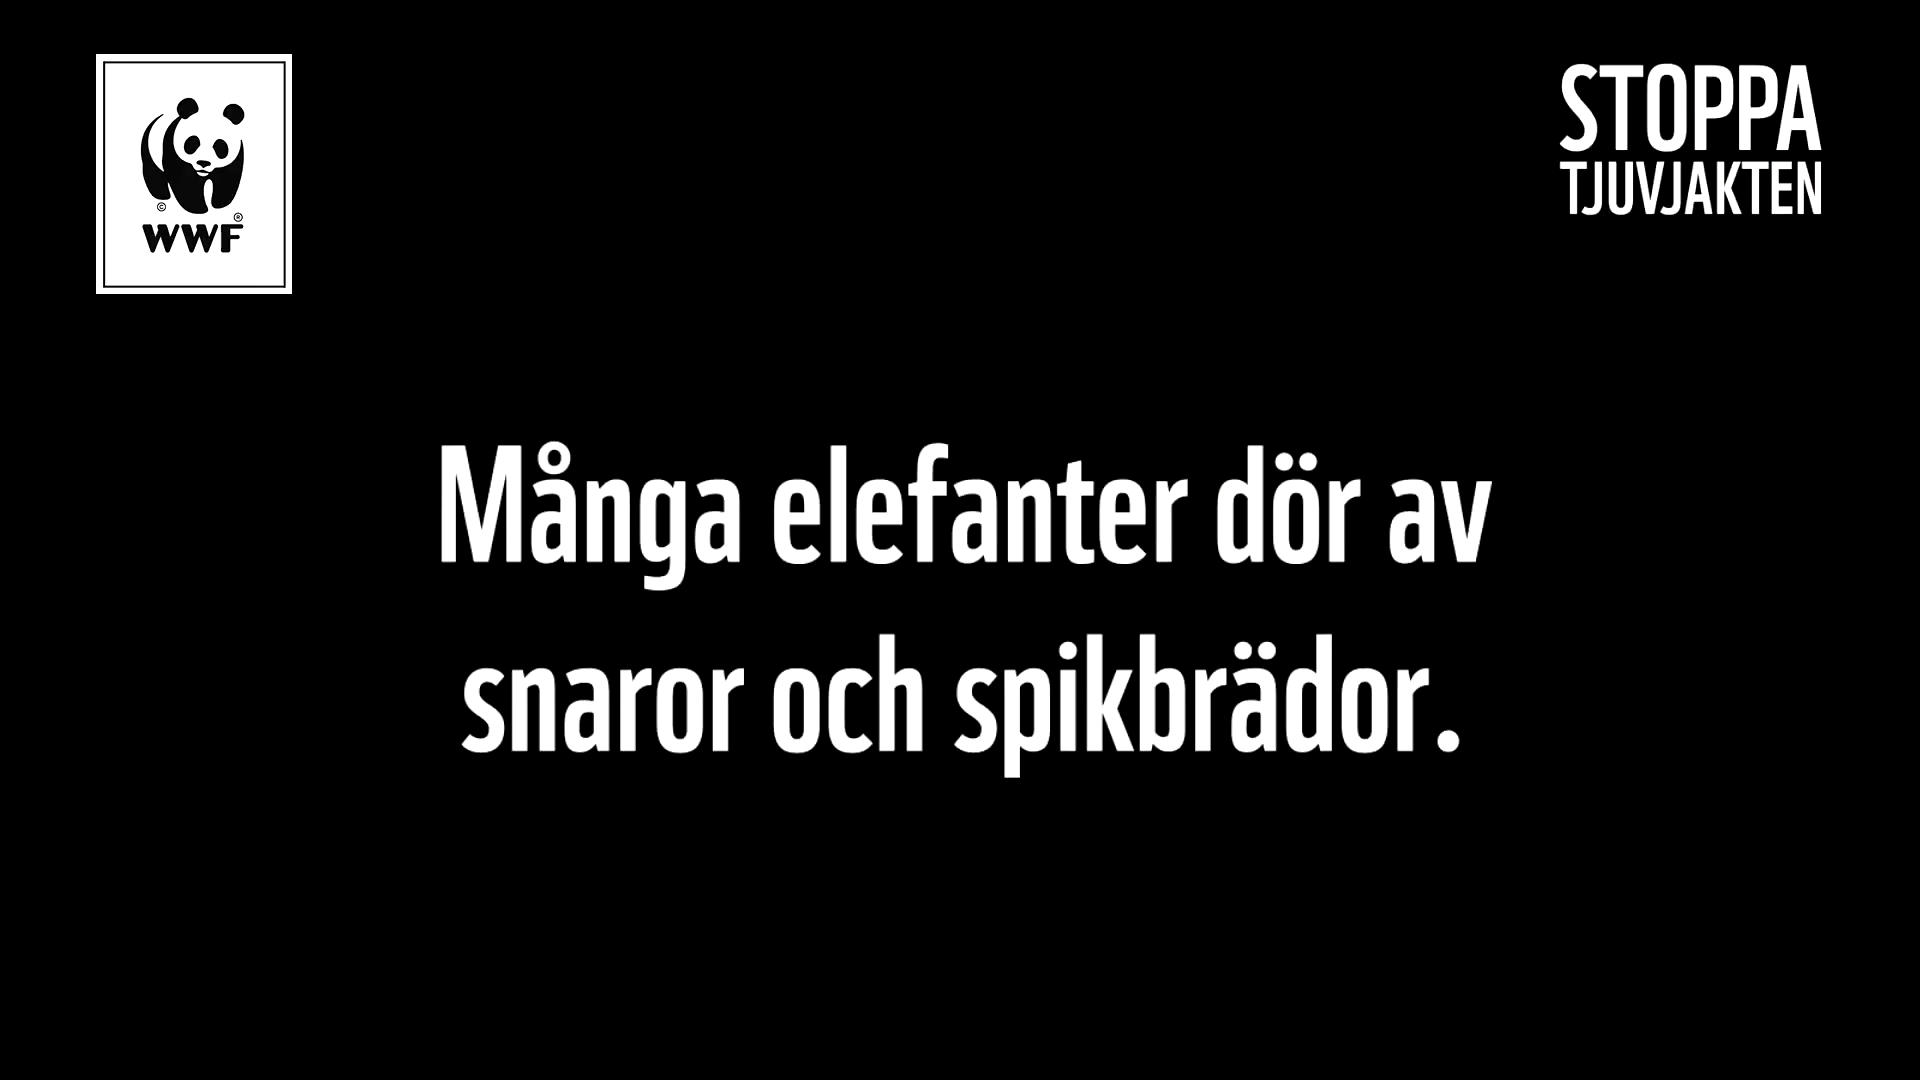 WWF
STOPPA
TJUVJAKTEN
Många elefanter dör av
snaror och spikbrädor.